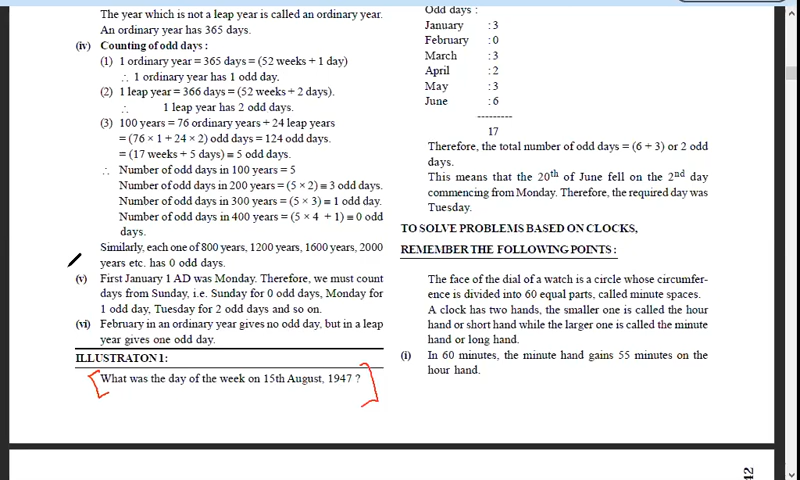 The year which is not a leap year is called an ordinary year.
An ordinary year has 365 days.
(iv) Counting of odd days :
(1) 1 ordinary year = 365 days = (52 weeks + 1 day)
∴ 1 ordinary year has 1 odd day.
(2) 1 leap year = 366 days = (52 weeks + 2 days).
∴ 1 leap year has 2 odd days.
(3) 100 years = 76 ordinary years + 24 leap years
= (76 × 1 + 24 × 2) odd days = 124 odd days.
= (17 weeks + 5 days) ≡ 5 odd days.
∴ Number of odd days in 100 years = 5
Number of odd days in 200 years = (5 × 2) ≡ 3 odd days.
Number of odd days in 300 years = (5 × 3) ≡ 1 odd day.
Number of odd days in 400 years = (5 × 4 + 1) ≡ 0 odd
days.
Similarly, each one of 800 years, 1200 years, 1600 years, 2000
years etc. has 0 odd days.
(v) First January 1 AD was Monday. Therefore, we must count
days from Sunday, i.e. Sunday for 0 odd days, Monday for
1 odd day, Tuesday for 2 odd days and so on.
(vi) February in an ordinary year gives no odd day, but in a leap
year gives one odd day.
ILLUSTRATON 1:
What was the day of the week on 15th August, 1947 ?
Odd days :
January : 3
February : 0
March : 3
April : 2
May : 3
June : 6
---------
17
Therefore, the total number of odd days = (6 + 3) or 2 odd
days.
This means that the 20th of June fell on the 2nd day
commencing from Monday. Therefore, the required day was
Tuesday.
TO SOLVE PROBLEMS BASED ON CLOCKS,
REMEMBER THE FOLLOWING POINTS :
The face of the dial of a watch is a circle whose circumfer-
ence is divided into 60 equal parts, called minute spaces.
A clock has two hands, the smaller one is called the hour
hand or short hand while the larger one is called the minute
hand or long hand.
(i) In 60 minutes, the minute hand gains 55 minutes on the
hour hand.
42